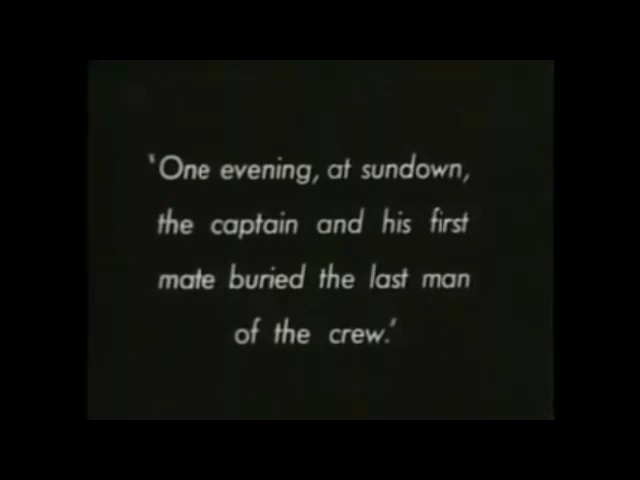 'One evening, at sundown,
the captain and his first
mate buried the last man
of the crew.'